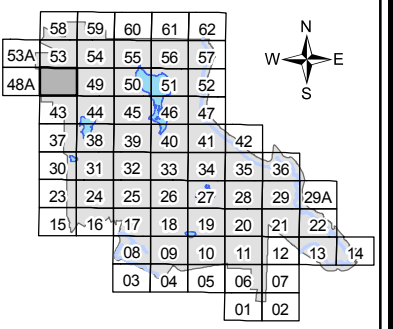 58 59 60 61 62
N
53A 53 54 55 56 57
W E
48A 49 50 51 52
S
43 44 45 46 47
37 38 39 40 41 42
30 31 32 33 34 35 36
23 24 25 26 27 28 29 29A
15 16 17 18 19 20 21 22
08 09 10 11 12 13 14
03 04 05 06 07
01 02